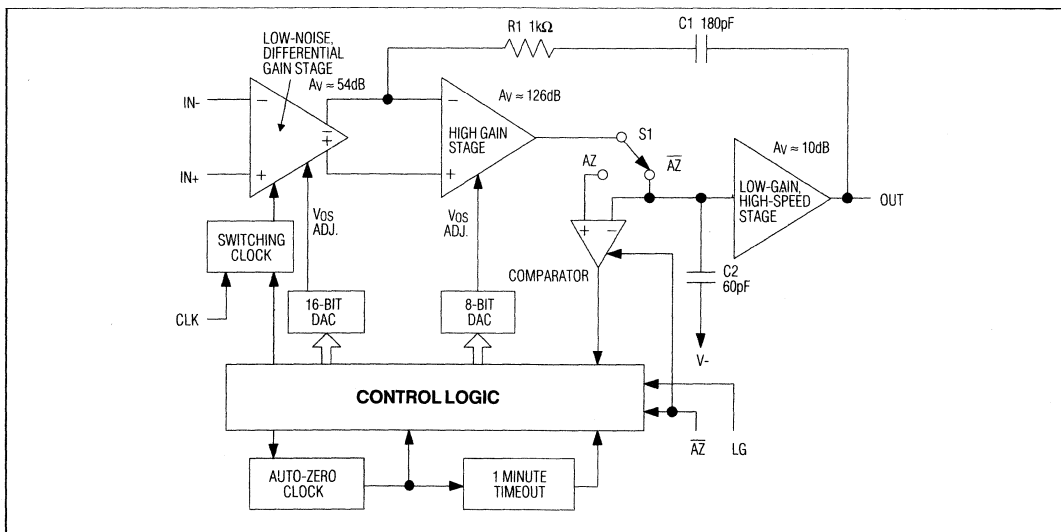 R1 1kΩ
C1 180pF
LOW-NOISE,
DIFFERENTIAL
GAIN STAGE
AV ≈ 54dB
IN-
−
−
+
IN+
+
−
HIGH GAIN
STAGE
+
AV ≈ 126dB
S1
AZ
A̅Z̅
+
−
AV ≈ 10dB
LOW-GAIN,
HIGH-SPEED
STAGE
OUT
SWITCHING
CLOCK
VOS
ADJ.
VOS
ADJ.
COMPARATOR
C2
60pF
CLK
16-BIT
DAC
8-BIT
DAC
V-
CONTROL LOGIC
A̅Z̅
LG
AUTO-ZERO
CLOCK
1 MINUTE
TIMEOUT